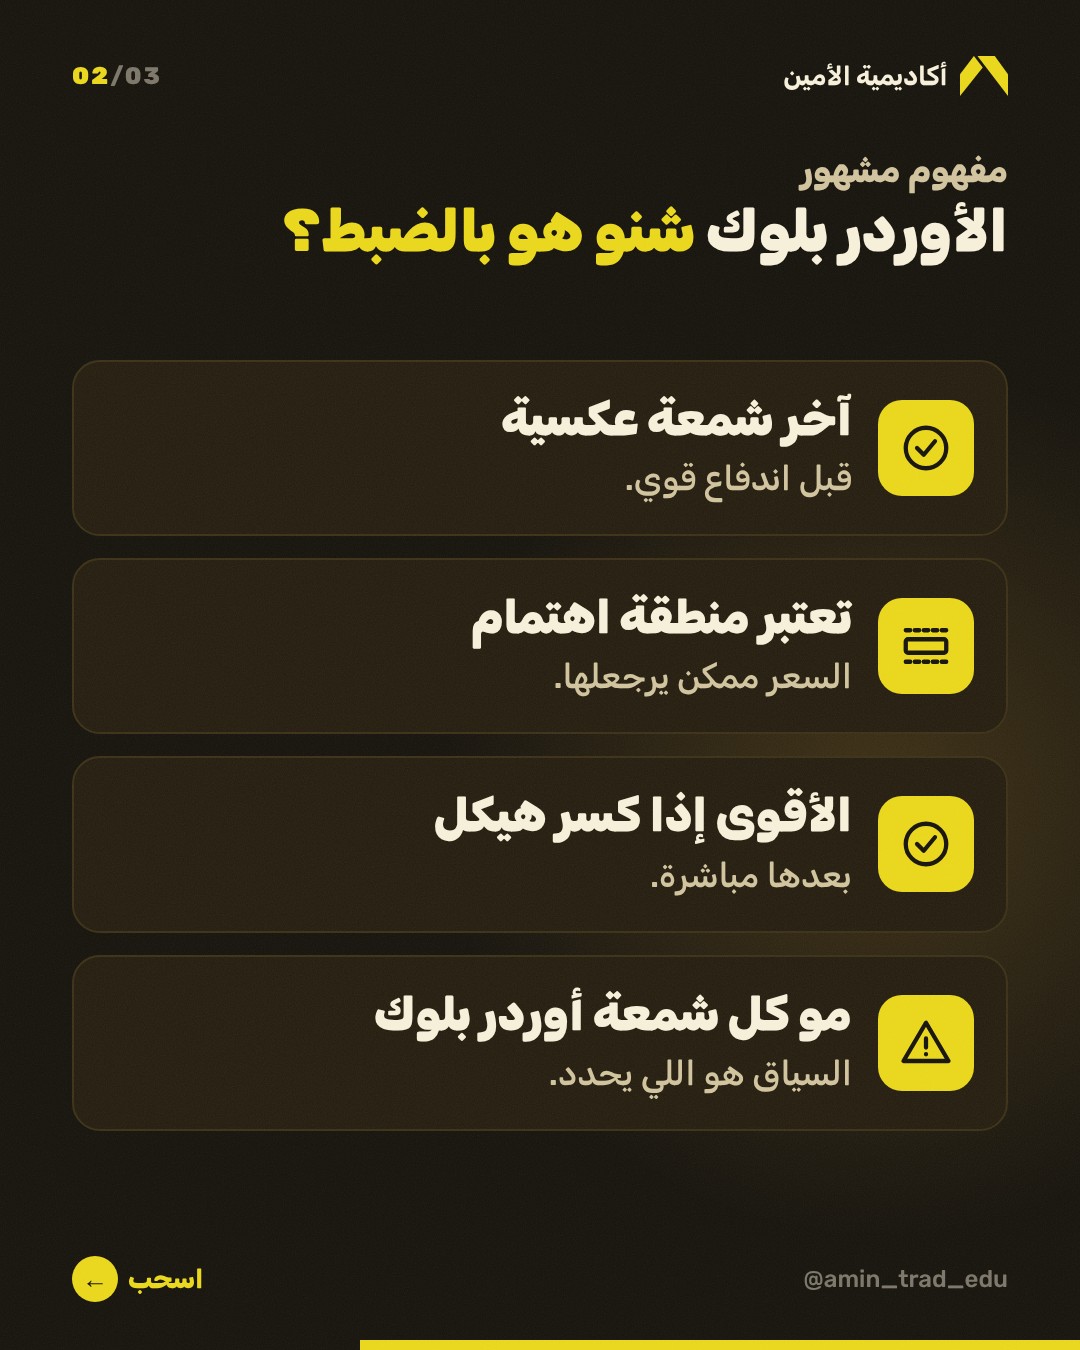 أكاديمية الأمين
02/03
مفهوم مشهور
الأوردر بلوك شنو هو بالضبط؟
آخر شمعة عكسية
قبل اندفاع قوي.
تعتبر منطقة اهتمام
السعر ممكن يرجعلها.
الأقوى إذا كسر هيكل
بعدها مباشرة.
مو كل شمعة أوردر بلوك
السياق هو اللي يحدد.
@amin_trad_edu
اسحب ←